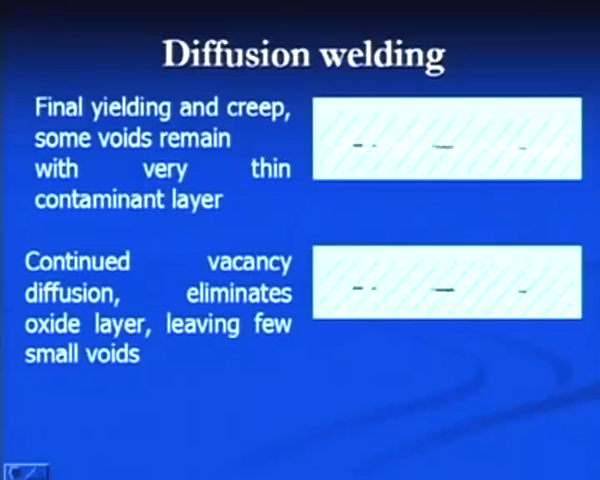 Diffusion welding
Final yielding and creep,
some voids remain
with very thin
contaminant layer
Continued vacancy
diffusion, eliminates
oxide layer, leaving few
small voids